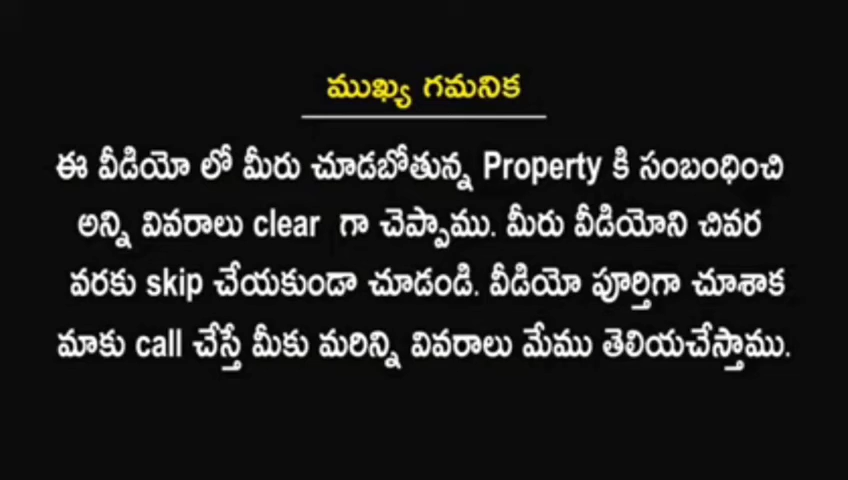 ముఖ్య గమనిక
ఈ వీడియో లో మీరు చూడబోతున్న Property కి సంబంధించి
అన్ని వివరాలు clear గా చెప్పాము. మీరు వీడియోని చివర
వరకు skip చేయకుండా చూడండి. వీడియో పూర్తిగా చూశాక
మాకు call చేస్తే మీకు మరిన్ని వివరాలు మేము తెలియచేస్తాము.